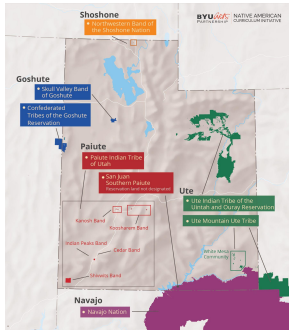 Shoshone
BYU arts
PARTNERSHIP
NATIVE AMERICAN
CURRICULUM INITIATIVE
Northwestern Band of
the Shoshone Nation
Goshute
Skull Valley Band
of Goshute
Confederated
Tribes of the Goshute
Reservation
Paiute
Paiute Indian Tribe
of Utah
San Juan
Southern Paiute
Reservation land not designated
Ute
Ute Indian Tribe of the
Uintah and Ouray Reservation
Ute Mountain Ute Tribe
Kanosh Band
Koosharem Band
Indian Peaks Band
Cedar Band
Shivwits Band
White Mesa
Community
Navajo
Navajo Nation